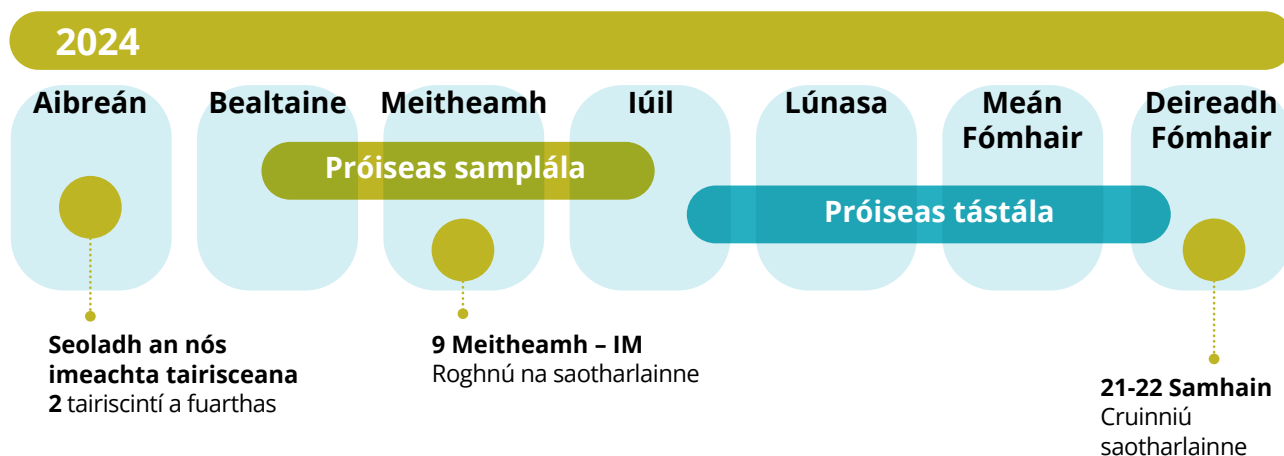 2024
Aibreán
Bealtaine
Meitheamh
Iúil
Lúnasa
Meán
Fómhair
Deireadh
Fómhair
Próiseas samplála
Próiseas tástála
Seoladh an nós
imeachta tairisceana
2 tairiscintí a fuarthas
9 Meitheamh – IM
Roghnú na saotharlainne
21-22 Samhain
Cruinniú
saotharlainne